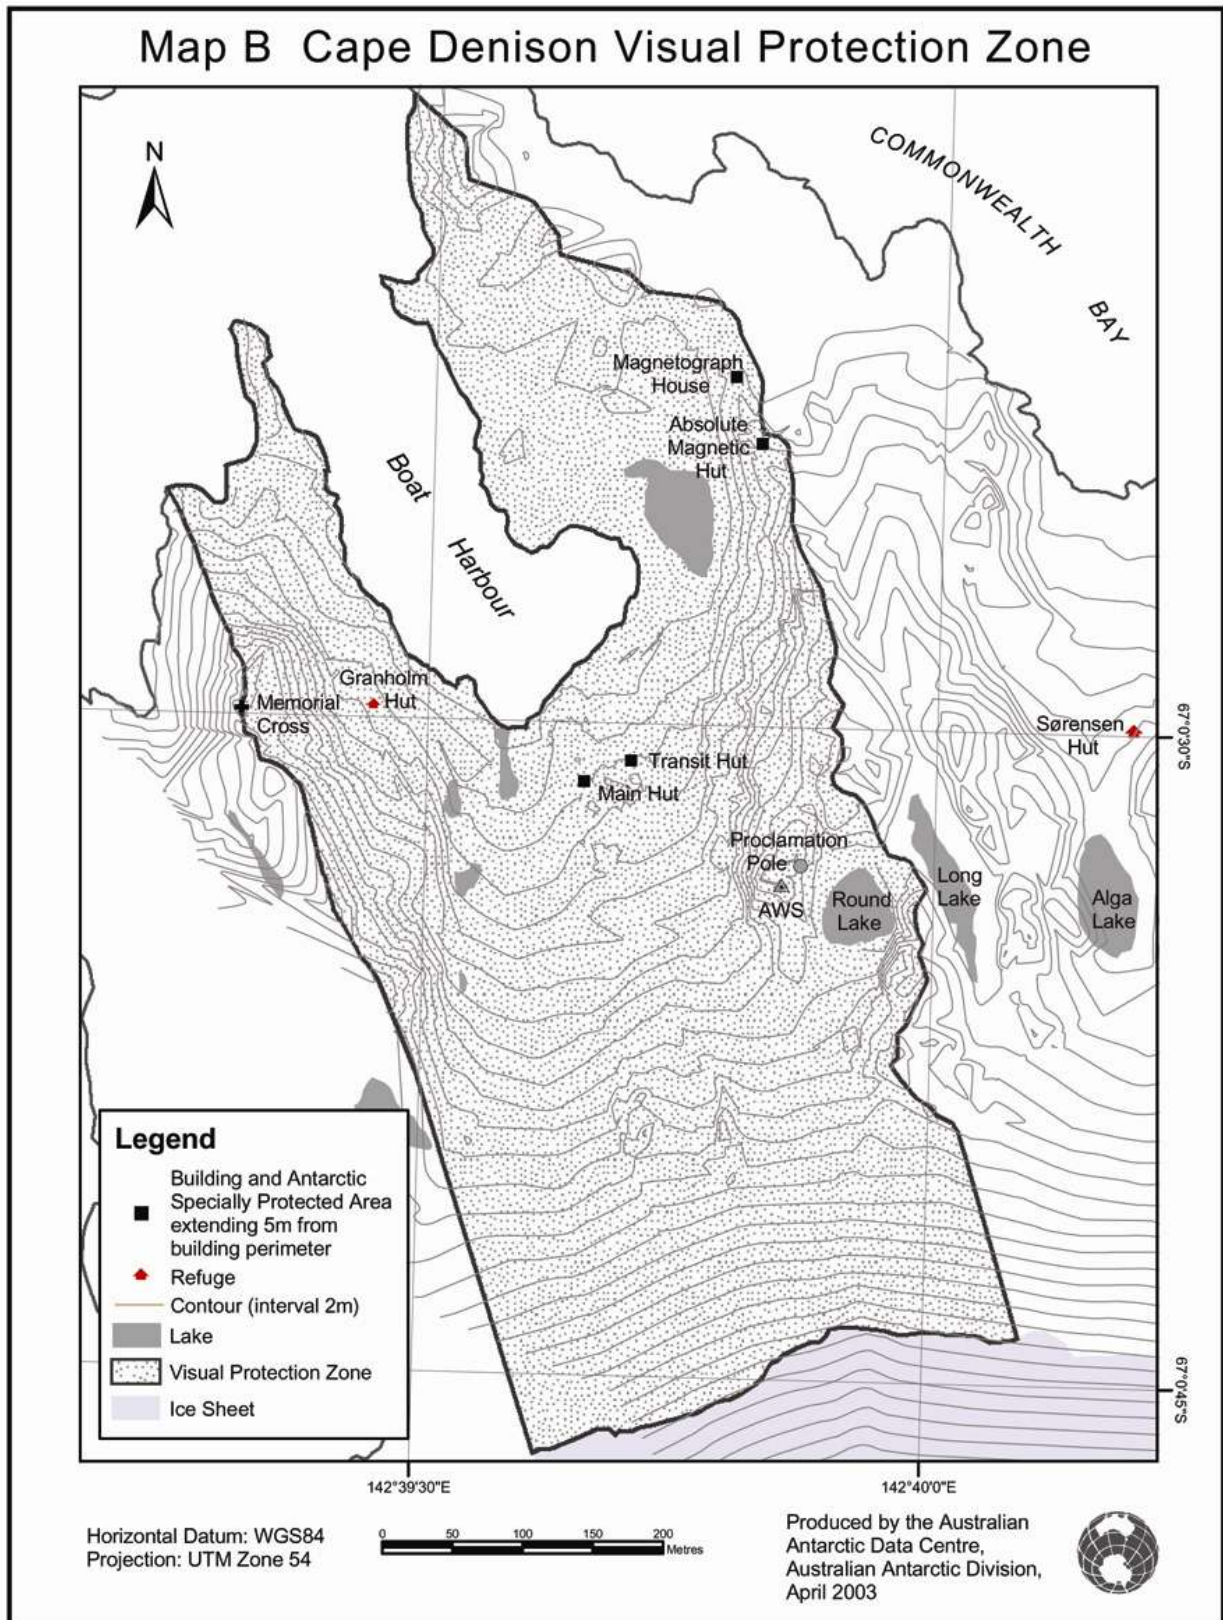 Map B Cape Denison Visual Protection Zone
N
COMMONWEALTH
BAY
Magnetograph
House
Absolute
Magnetic
Hut
Boat
Harbour
Granholm
Hut
Memorial
Cross
Sørensen
Hut
67°0'30"S
Transit Hut
Main Hut
Proclamation
Pole
AWS
Round
Lake
Long
Lake
Alga
Lake
Legend
Building and Antarctic
Specially Protected Area
extending 5m from
building perimeter
Refuge
Contour (interval 2m)
Lake
Visual Protection Zone
Ice Sheet
67°0'45"S
142°39'30"E
142°40'0"E
Horizontal Datum: WGS84
Projection: UTM Zone 54
0 50 100 150 200
Metres
Produced by the Australian
Antarctic Data Centre,
Australian Antarctic Division,
April 2003